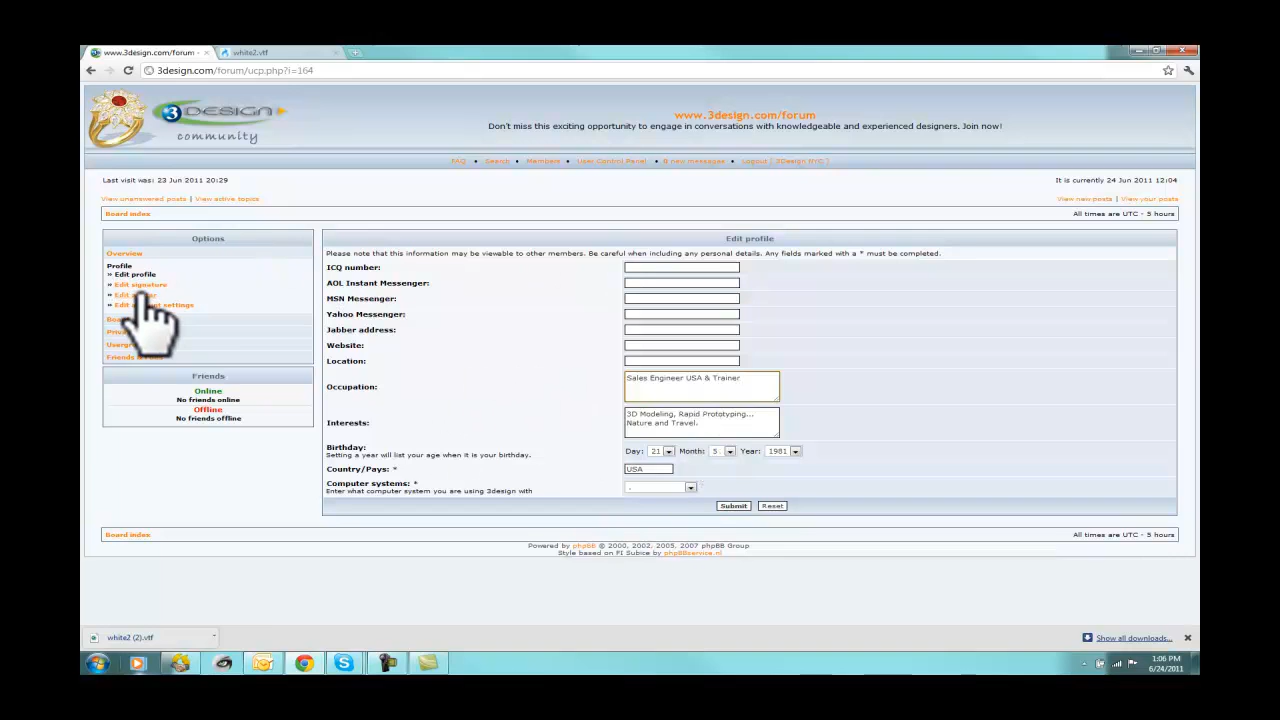 www.3design.com/forum -
white2.vtf
3design.com/forum/ucp.php?i=164
3DESIGN
community
www.3design.com/forum
Don't miss this exciting opportunity to engage in conversations with knowledgeable and experienced designers. Join now!
FAQ • Search • Members • User Control Panel • 0 new messages • Logout [ 3Design NYC ]
Last visit was: 23 Jun 2011 20:29
It is currently 24 Jun 2011 12:04
View unanswered posts | View active topics
View new posts | View your posts
Board index
All times are UTC - 5 hours
Options
Overview
Profile
» Edit profile
» Edit signature
» Edit
» Edit settings
Friends
Online
No friends online
Offline
No friends offline
Edit profile
Please note that this information may be viewable to other members. Be careful when including any personal details. Any fields marked with a * must be completed.
ICQ number:
AOL Instant Messenger:
MSN Messenger:
Yahoo Messenger:
Jabber address:
Website:
Location:
Occupation:
Sales Engineer USA & Trainer
Interests:
3D Modeling, Rapid Prototyping...
Nature and Travel.
Birthday:
Setting a year will list your age when it is your birthday.
Day: 21 Month: 5 Year: 1981
Country/Pays: *
USA
Computer systems: *
Enter what computer system you are using 3design with
.
Submit Reset
Board index
All times are UTC - 5 hours
Powered by phpBB © 2000, 2002, 2005, 2007 phpBB Group
Style based on FI Subice by phpBBservice.nl
white2 (2).vtf
Show all downloads...
1:06 PM
6/24/2011